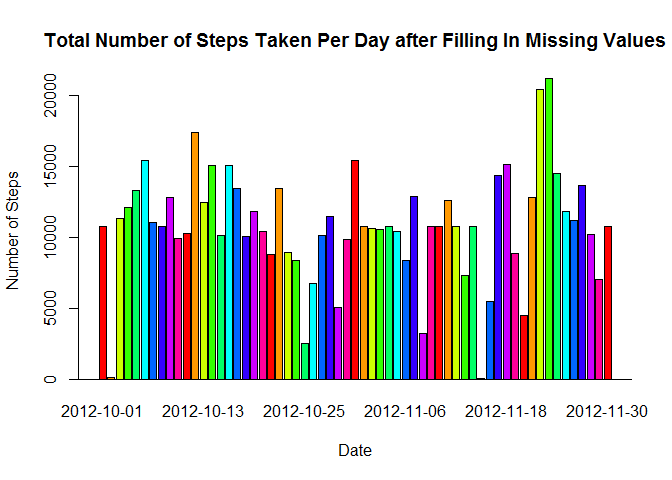 Total Number of Steps Taken Per Day after Filling In Missing Values
Number of Steps
20000
15000
10000
5000
0
2012-10-01 2012-10-13 2012-10-25 2012-11-06 2012-11-18 2012-11-30
Date